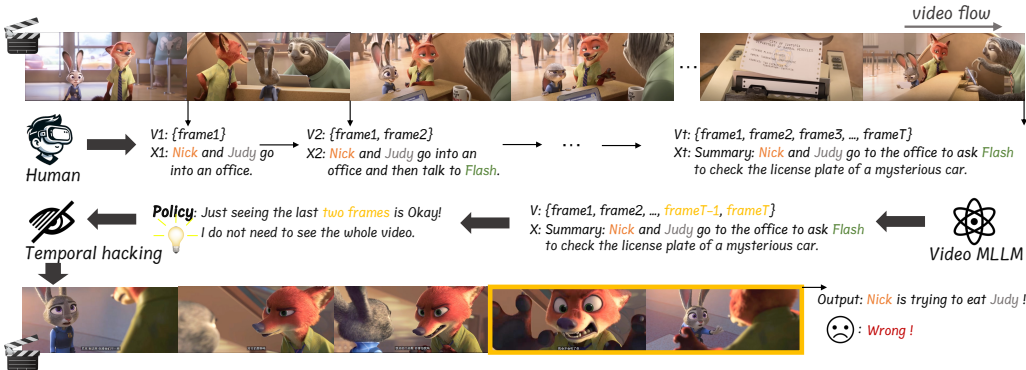 video flow
...
V1: {frame1}
X1: Nick and Judy go
into an office.
V2: {frame1, frame2}
X2: Nick and Judy go into an
office and then talk to Flash.
...
Vt: {frame1, frame2, frame3, ..., frameT}
Xt: Summary: Nick and Judy go to the office to ask Flash
to check the license plate of a mysterious car.
Human
Policy: Just seeing the last two frames is Okay!
I do not need to see the whole video.
V: {frame1, frame2, ..., frameT-1, frameT}
X: Summary: Nick and Judy go to the office to ask Flash
to check the license plate of a mysterious car.
Temporal hacking
Video MLLM
Output: Nick is trying to eat Judy !
: Wrong !